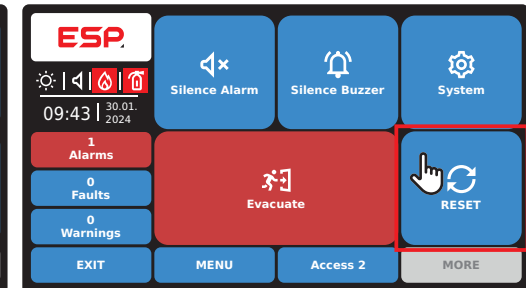 ESP
Silence Alarm
Silence Buzzer
System
09:43
30.01.
2024
1
Alarms
0
Faults
0
Warnings
Evacuate
RESET
EXIT
MENU
Access 2
MORE